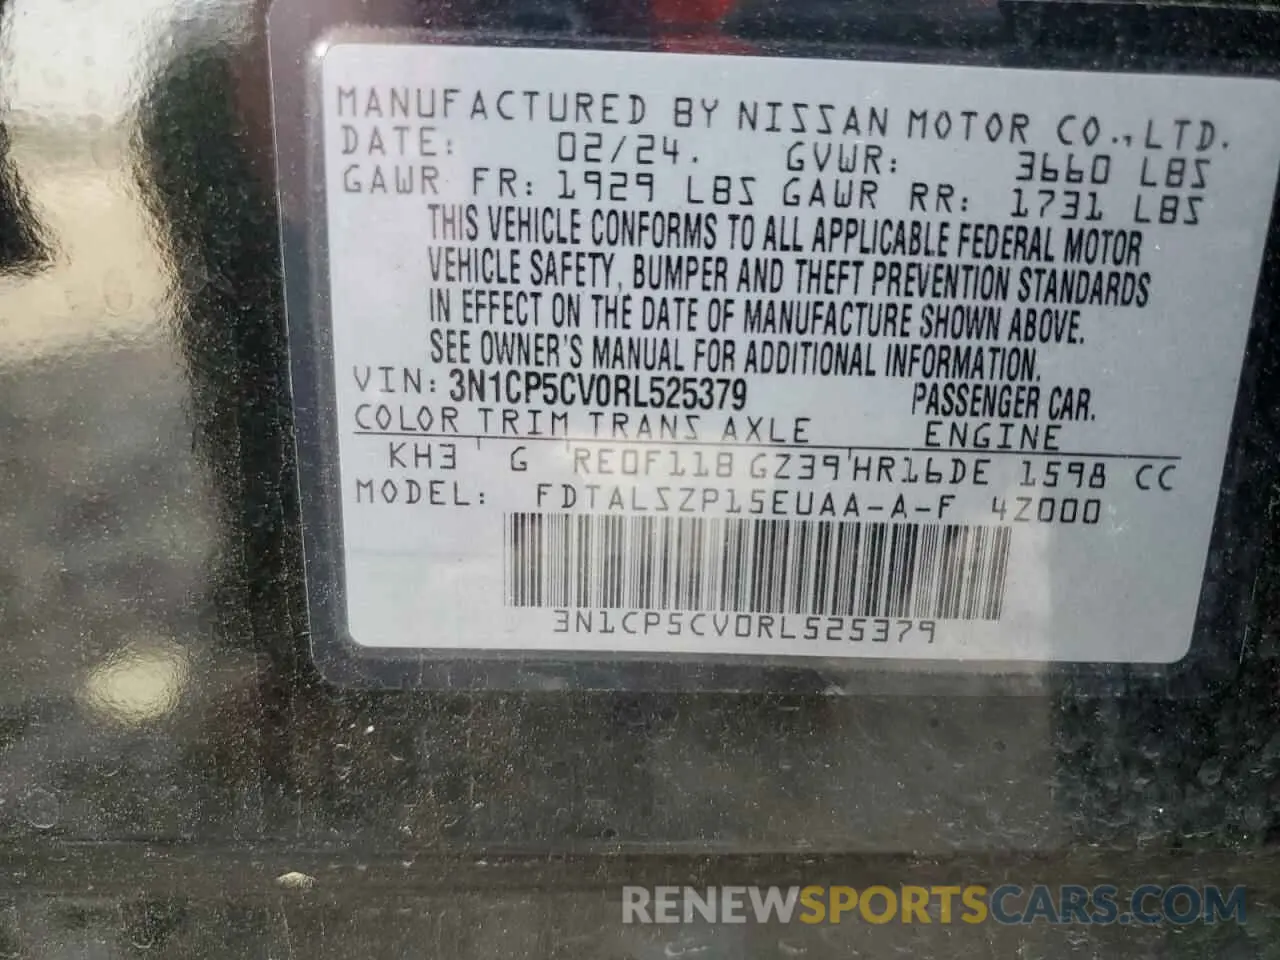 MANUFACTURED BY NISSAN MOTOR CO.,LTD.
DATE: 02/24. GVWR: 3660 LBS
GAWR FR: 1929 LBS GAWR RR: 1731 LBS
THIS VEHICLE CONFORMS TO ALL APPLICABLE FEDERAL MOTOR
VEHICLE SAFETY, BUMPER AND THEFT PREVENTION STANDARDS
IN EFFECT ON THE DATE OF MANUFACTURE SHOWN ABOVE.
SEE OWNER'S MANUAL FOR ADDITIONAL INFORMATION.
VIN: 3N1CP5CV0RL525379 PASSENGER CAR.
COLOR TRIM TRANS AXLE ENGINE
KH3 G RE0F11B GZ39 HR16DE 1598 CC
MODEL: FDTALSZP15EUAA-A-F 4Z000
3N1CP5CV0RL525379
RENEWSPORTSCARS.COM